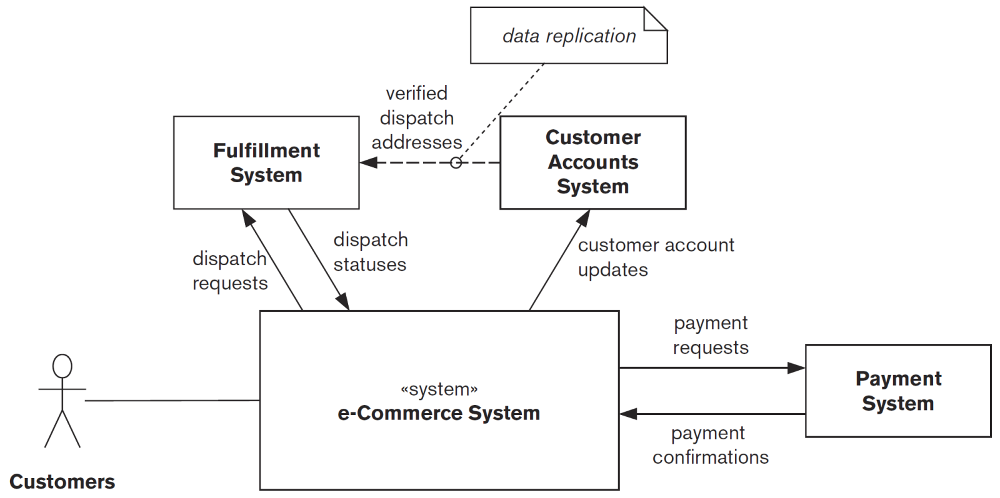 data replication
verified
dispatch
addresses
Fulfillment
System
Customer
Accounts
System
dispatch
requests
dispatch
statuses
customer account
updates
payment
requests
«system»
e-Commerce System
Payment
System
payment
confirmations
Customers